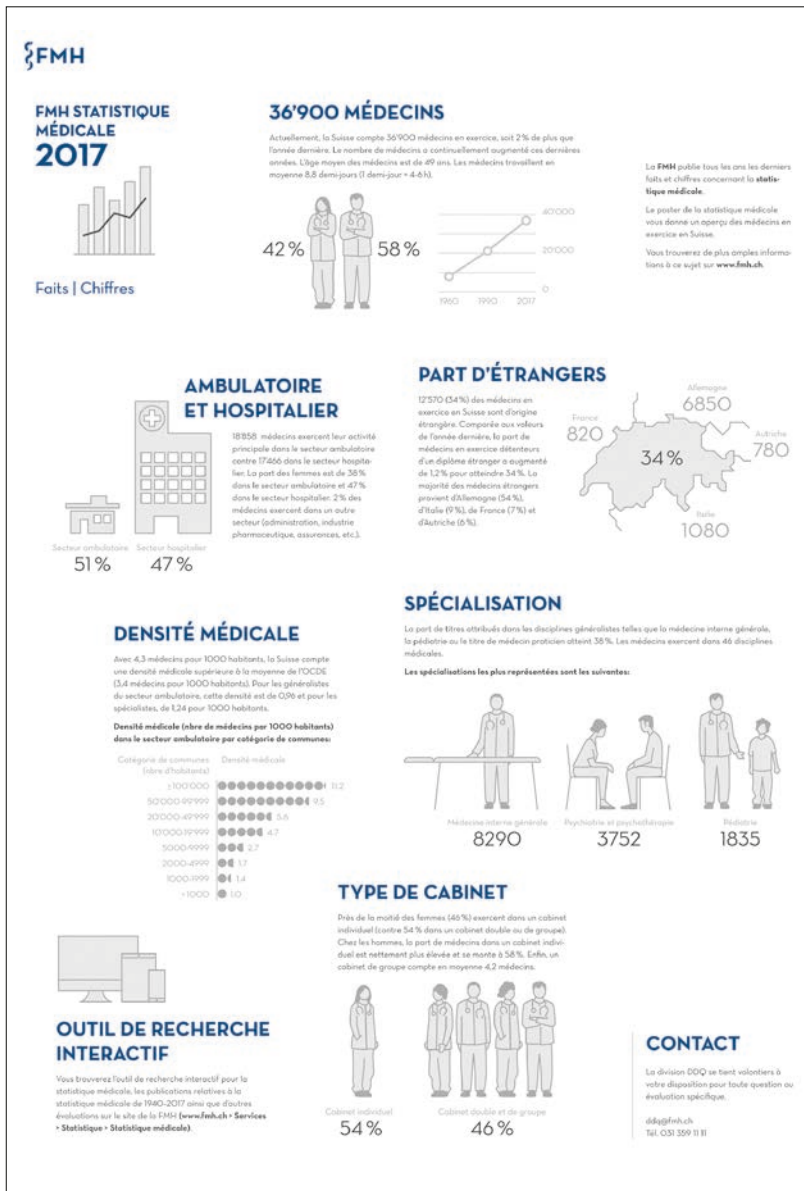 FMH
FMH STATISTIQUE
MÉDICALE
2017
Faits | Chiffres
36'900 MÉDECINS
Actuellement, la Suisse compte 36'900 médecins en exercice, soit 2 % de plus que
l'année dernière. Le nombre de médecins a continuellement augmenté ces dernières
années. L'âge moyen des médecins est de 49 ans. Les médecins travaillent en
moyenne 8,8 demi-jours (1 demi-jour = 4-6 h).
42 %
58 %
40'000
20'000
0
1960 1990 2017
La FMH publie tous les ans les derniers
faits et chiffres concernant la statis-
tique médicale.
Le poster de la statistique médicale
vous donne un aperçu des médecins en
exercice en Suisse.
Vous trouverez de plus amples informa-
tions à ce sujet sur www.fmh.ch.
AMBULATOIRE
ET HOSPITALIER
18'858 médecins exercent leur activité
principale dans le secteur ambulatoire
contre 17'466 dans le secteur hospita-
lier. La part des femmes est de 38 %
dans le secteur ambulatoire et 47 %
dans le secteur hospitalier. 2 % des
médecins exercent dans un autre
secteur (administration, industrie
pharmaceutique, assurances, etc.).
Secteur ambulatoire
51 %
Secteur hospitalier
47 %
PART D'ÉTRANGERS
12'570 (34 %) des médecins en
exercice en Suisse sont d'origine
étrangère. Comparée aux valeurs
de l'année dernière, la part de
médecins en exercice détenteurs
d'un diplôme étranger a augmenté
de 1,2 % pour atteindre 34 %. La
majorité des médecins étrangers
provient d'Allemagne (54 %),
d'Italie (9 %), de France (7 %) et
d'Autriche (6 %).
Allemagne
6850
France
820
Autriche
780
34 %
Italie
1080
DENSITÉ MÉDICALE
Avec 4,3 médecins pour 1000 habitants, la Suisse compte
une densité médicale supérieure à la moyenne de l'OCDE
(3,4 médecins pour 1000 habitants). Pour les généralistes
du secteur ambulatoire, cette densité est de 0,96 et pour les
spécialistes, de 1,24 pour 1000 habitants.
Densité médicale (nbre de médecins par 1000 habitants)
dans le secteur ambulatoire par catégorie de communes:
Catégorie de communes Densité médicale
(nbre d'habitants)
≥100'000 11.2
50'000-99'999 9.5
20'000-49'999 5.6
10'000-19'999 4.7
5000-9999 2.7
2000-4999 1.7
1000-1999 1.4
<1000 1.0
SPÉCIALISATION
La part de titres attribués dans les disciplines généralistes telles que la médecine interne générale,
la pédiatrie ou le titre de médecin praticien atteint 38 %. Les médecins exercent dans 46 disciplines
médicales.
Les spécialisations les plus représentées sont les suivantes:
Médecine interne générale
8290
Psychiatrie et psychothérapie
3752
Pédiatrie
1835
TYPE DE CABINET
Près de la moitié des femmes (46 %) exercent dans un cabinet
individuel (contre 54 % dans un cabinet double ou de groupe).
Chez les hommes, la part de médecins dans un cabinet indivi-
duel est nettement plus élevée et se monte à 58 %. Enfin, un
cabinet de groupe compte en moyenne 4,2 médecins.
Cabinet individuel
54 %
Cabinet double et de groupe
46 %
OUTIL DE RECHERCHE
INTERACTIF
Vous trouverez l'outil de recherche interactif pour la
statistique médicale, les publications relatives à la
statistique médicale de 1940-2017 ainsi que d'autres
évaluations sur le site de la FMH (www.fmh.ch > Services
> Statistique > Statistique médicale).
CONTACT
La division DDQ se tient volontiers à
votre disposition pour toute question ou
évaluation spécifique.
ddq@fmh.ch
Tél. 031 359 11 11